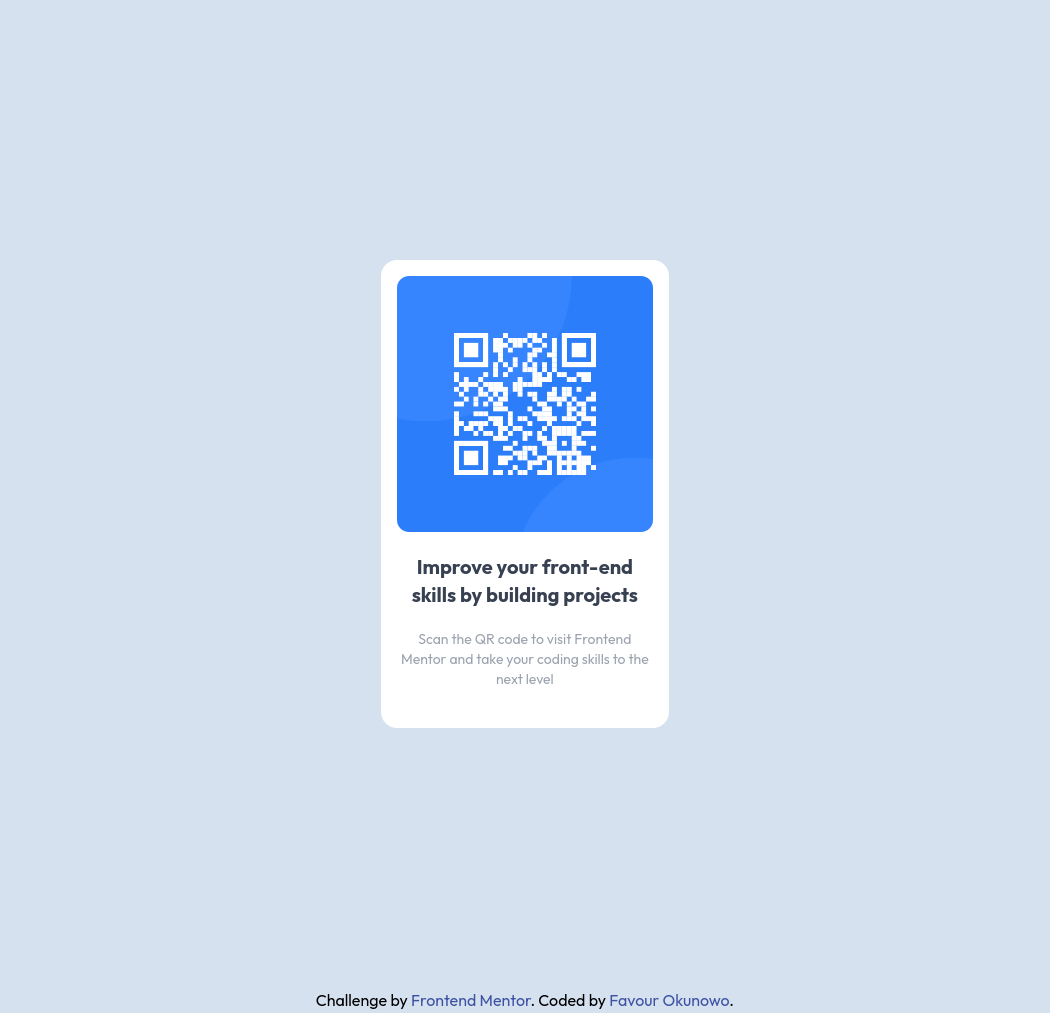 Improve your front-end
skills by building projects
Scan the QR code to visit Frontend
Mentor and take your coding skills to the
next level
Challenge by Frontend Mentor. Coded by Favour Okunowo.